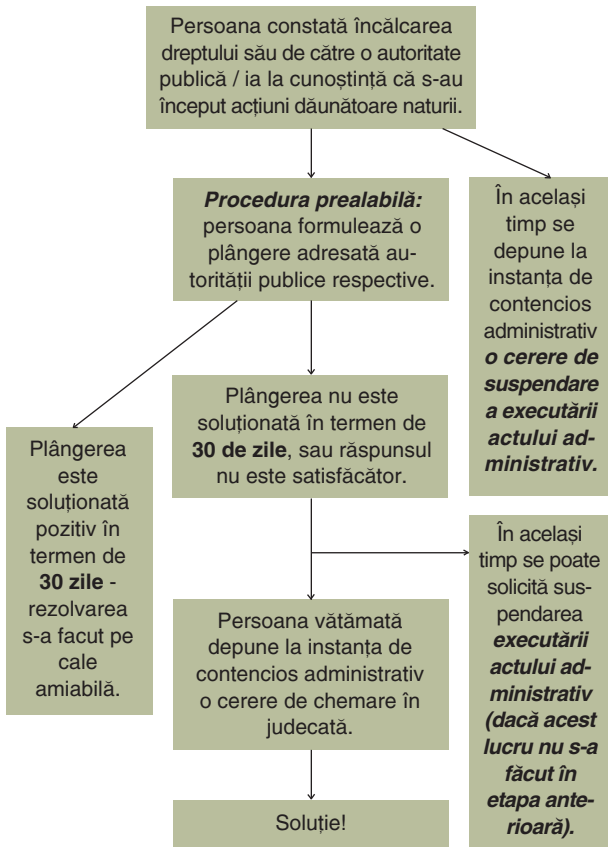 Persoana constată încălcarea
dreptului său de către o autoritate
publică / ia la cunoștință că s-au
început acțiuni dăunătoare naturii.
Procedura prealabilă:
persoana formulează o
plângere adresată au-
torității publice respective.
În același
timp se
depune la
instanța de
contencios
administrativ
o cerere de
suspendare
a executării
actului ad-
ministrativ.
Plângerea
este
soluționată
pozitiv în
termen de
30 zile -
rezolvarea
s-a facut pe
cale
amiabilă.
Plângerea nu este
soluționată în termen de
30 de zile, sau răspunsul
nu este satisfăcător.
În același
timp se poate
solicită sus-
pendarea
executării
actului ad-
ministrativ
(dacă acest
lucru nu s-a
făcut în
etapa ante-
rioară).
Persoana vătămată
depune la instanța de
contencios administrativ
o cerere de chemare în
judecată.
Soluție!